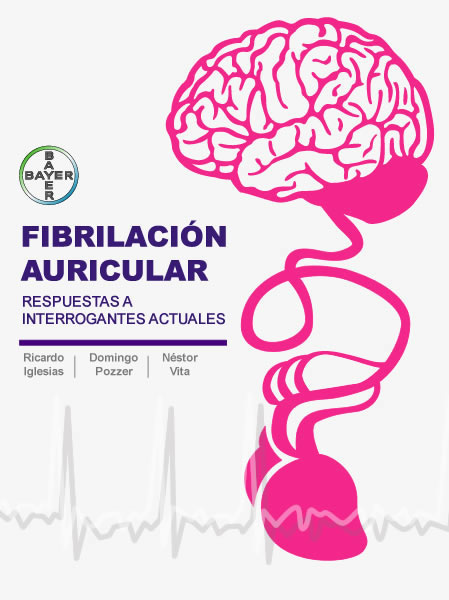 BAYER
BAYER
FIBRILACIÓN
AURICULAR
RESPUESTAS A
INTERROGANTES ACTUALES
Ricardo Iglesias
Domingo Pozzer
Néstor Vita